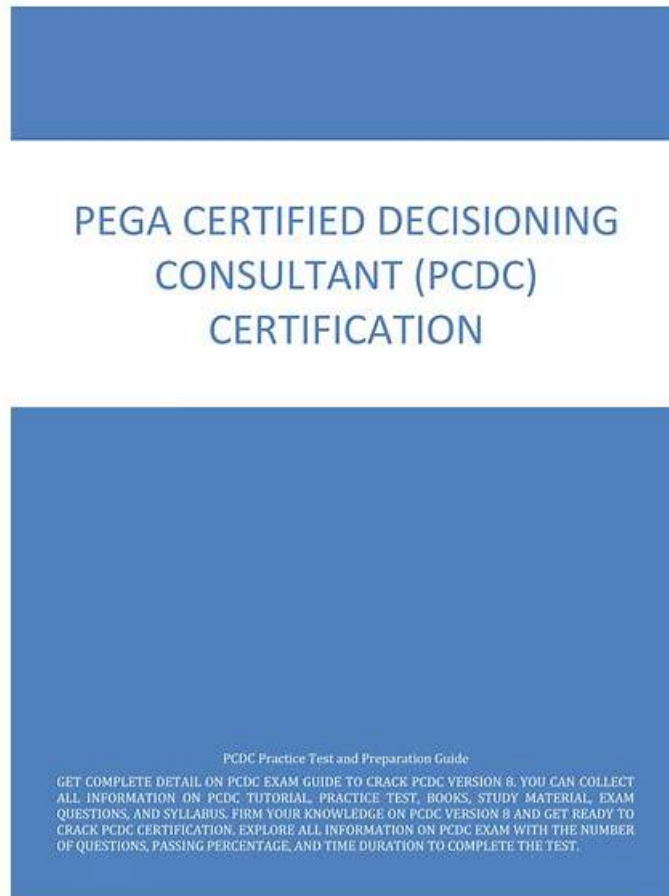 PEGA CERTIFIED DECISIONING
CONSULTANT (PCDC)
CERTIFICATION
PCDC Practice Test and Preparation Guide
GET COMPLETE DETAIL ON PCDC EXAM GUIDE TO CRACK PCDC VERSION 8. YOU CAN COLLECT
ALL INFORMATION ON PCDC TUTORIAL, PRACTICE TEST, BOOKS, STUDY MATERIAL, EXAM
QUESTIONS, AND SYLLABUS. FIRM YOUR KNOWLEDGE ON PCDC VERSION 8 AND GET READY TO
CRACK PCDC CERTIFICATION. EXPLORE ALL INFORMATION ON PCDC EXAM WITH THE NUMBER
OF QUESTIONS, PASSING PERCENTAGE, AND TIME DURATION TO COMPLETE THE TEST.